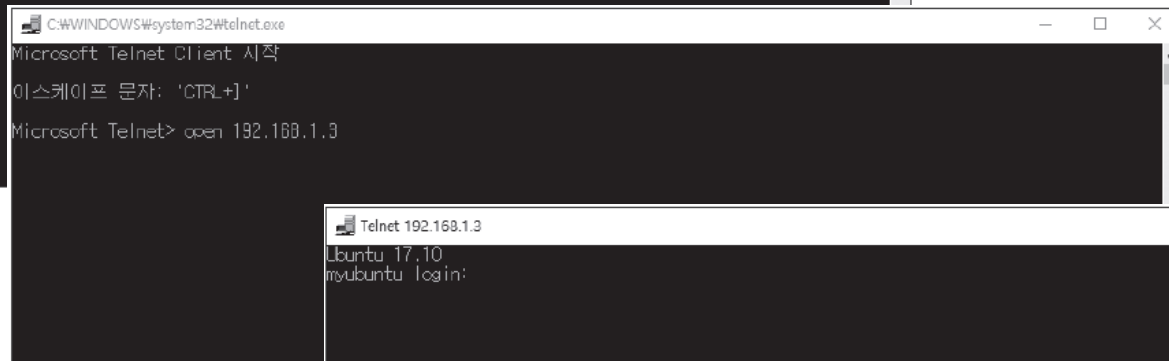 C:₩WINDOWS₩system32₩telnet.exe
Microsoft Telnet Client 시작
이스케이프 문자: 'CTRL+]'
Microsoft Telnet> open 192.168.1.3
Telnet 192.168.1.3
Ubuntu 17.10
myubuntu login: